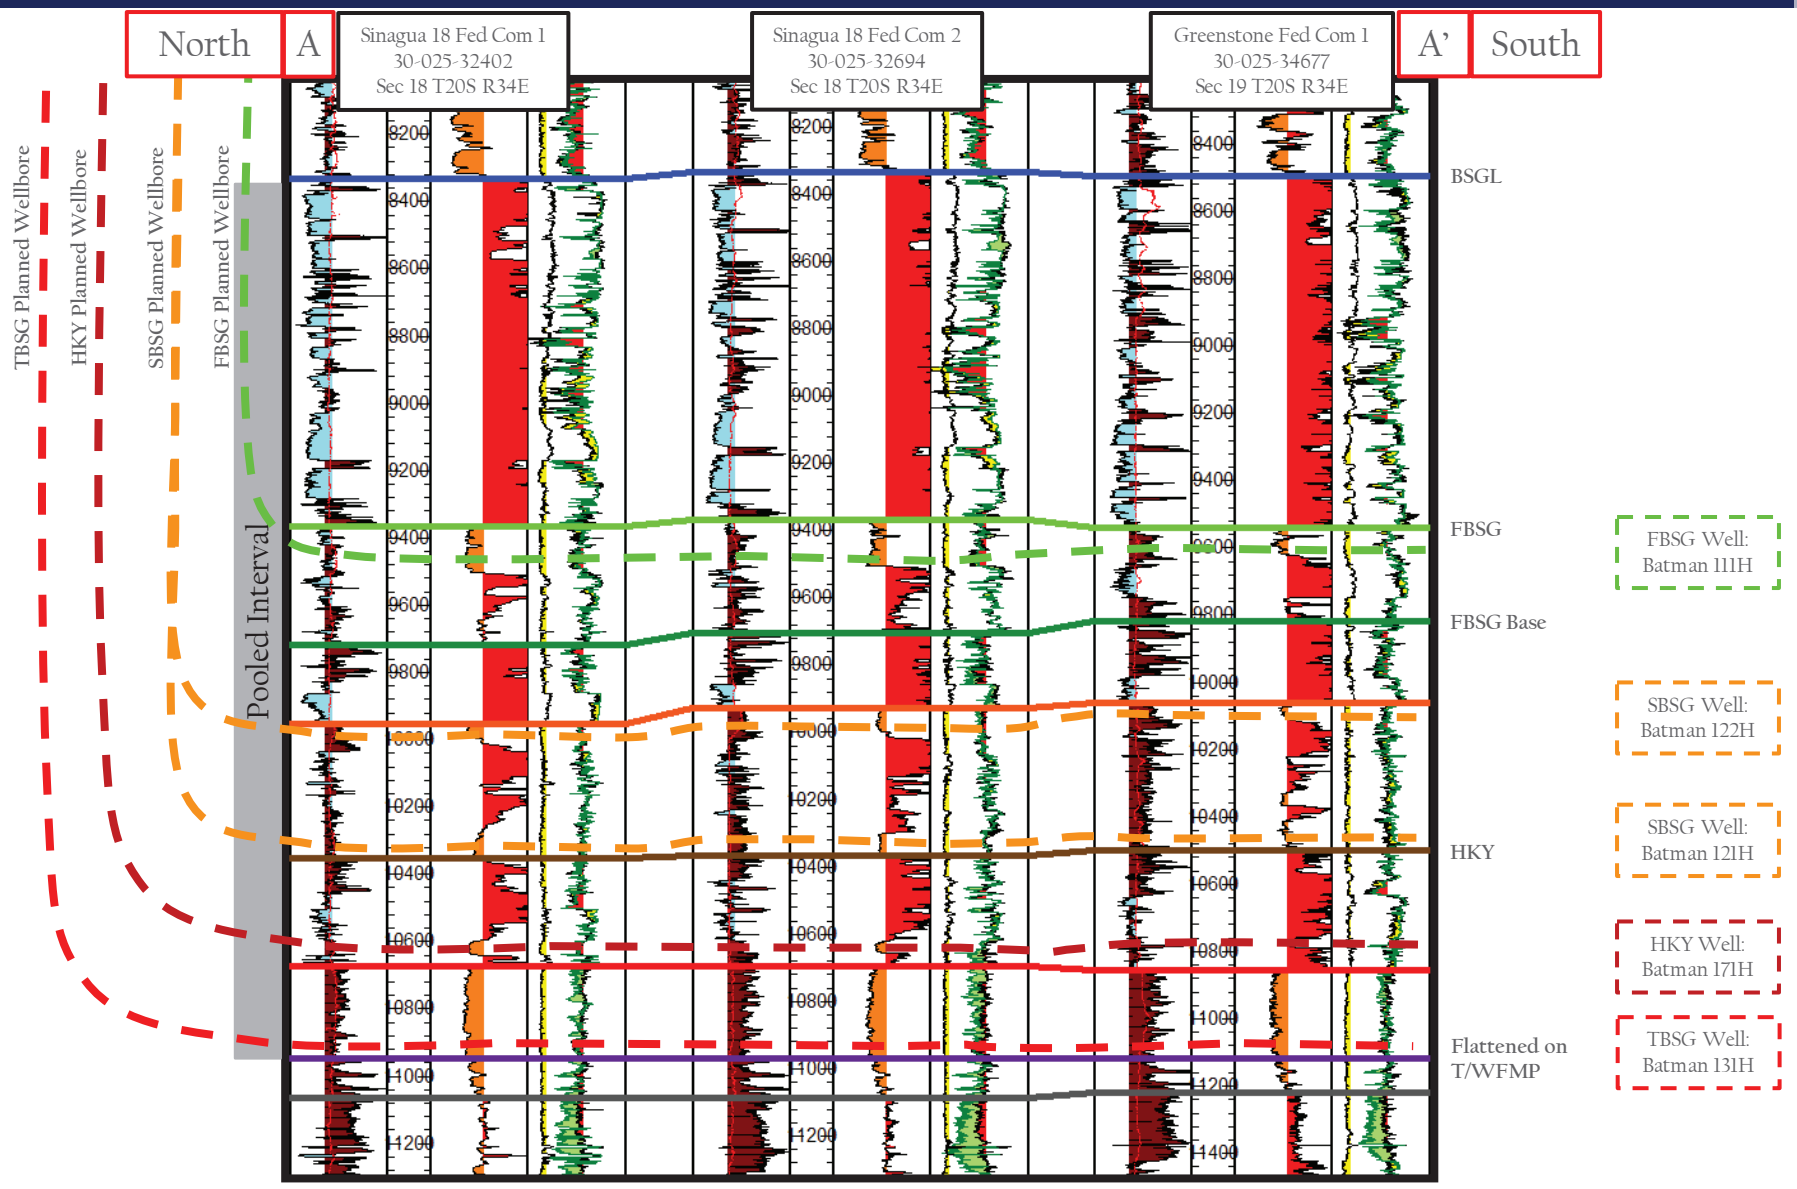 North
A
Sinagua 18 Fed Com 1
30-025-32402
Sec 18 T20S R34E
Sinagua 18 Fed Com 2
30-025-32694
Sec 18 T20S R34E
Greenstone Fed Com 1
30-025-34677
Sec 19 T20S R34E
A’
South
TBSG Planned Wellbore
HKY Planned Wellbore
SBSG Planned Wellbore
FBSG Planned Wellbore
Pooled Interval
8200
8400
8600
8800
9000
9200
9400
9600
9800
10000
10200
10400
10600
10800
11000
11200
8200
8400
8600
8800
9000
9200
9400
9600
9800
10000
10200
10400
10600
10800
11000
11200
8400
8600
8800
9000
9200
9400
9600
9800
10000
10200
10400
10600
10800
11000
11200
11400
BSGL
FBSG
FBSG Base
HKY
Flattened on
T/WFMP
FBSG Well:
Batman 111H
SBSG Well:
Batman 122H
SBSG Well:
Batman 121H
HKY Well:
Batman 171H
TBSG Well:
Batman 131H